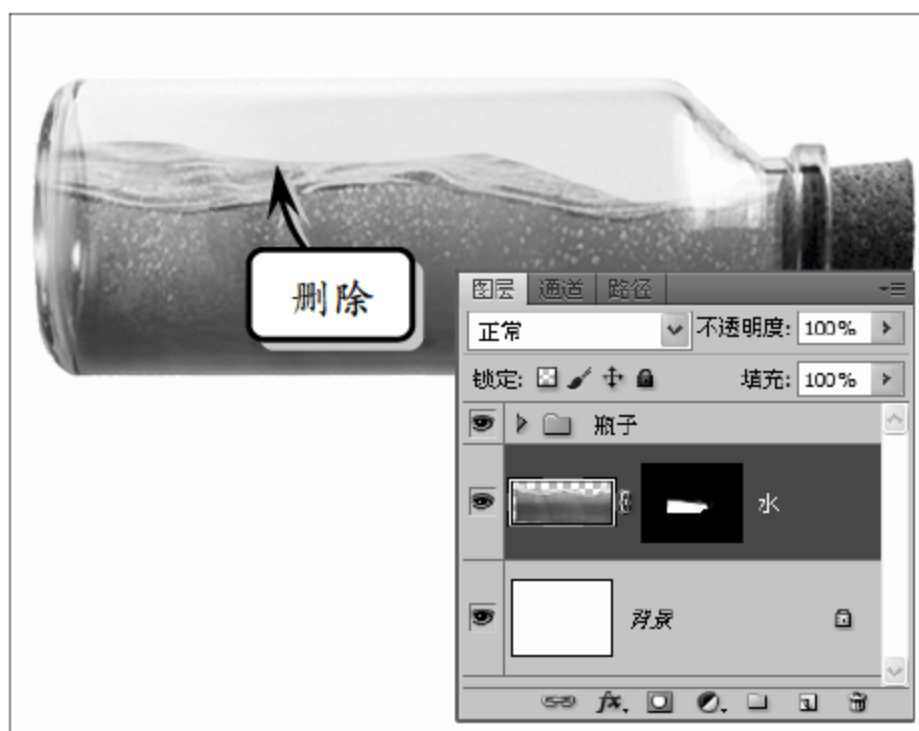 删除
图层 通道 路径
正常 不透明度: 100%
锁定: 填充: 100%
瓶子
水
背景
fx.